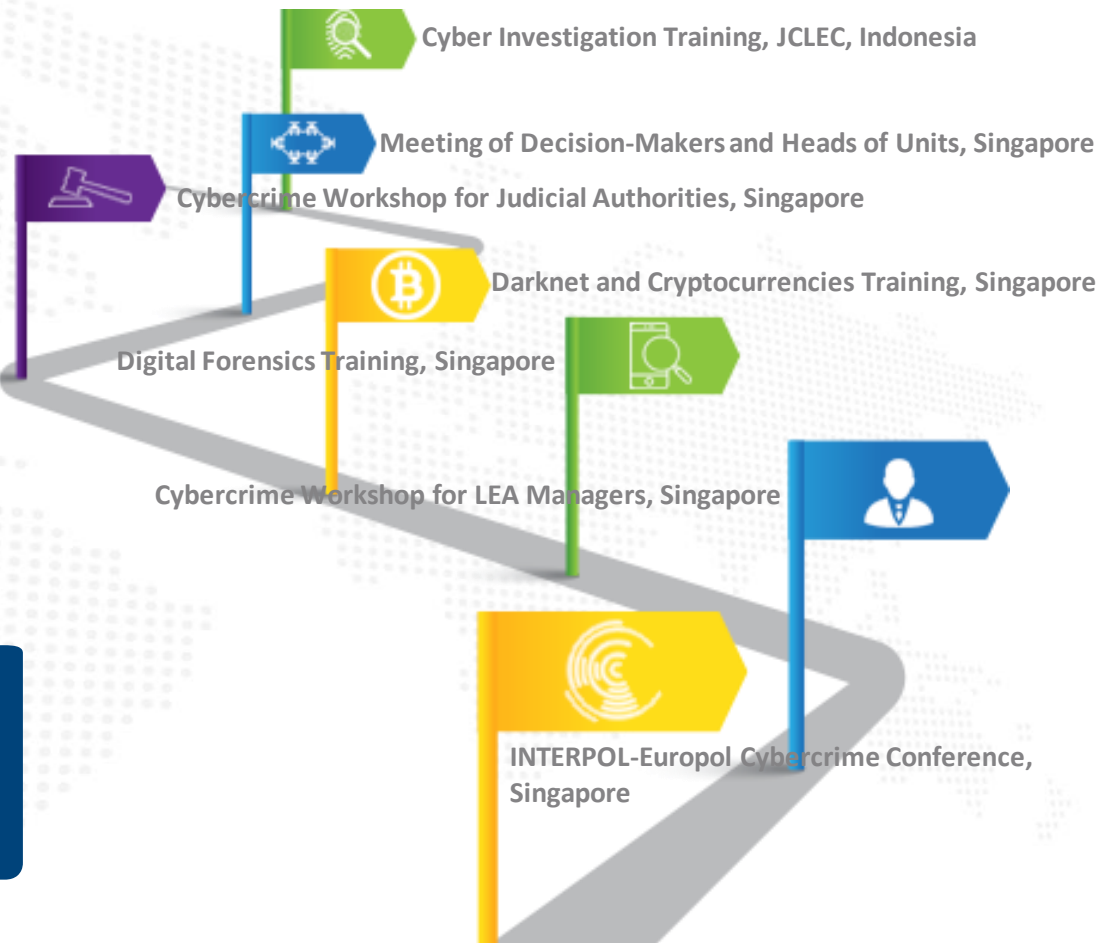 Cyber Investigation Training, JCLEC, Indonesia
Meeting of Decision-Makers and Heads of Units, Singapore
Cybercrime Workshop for Judicial Authorities, Singapore
Darknet and Cryptocurrencies Training, Singapore
Digital Forensics Training, Singapore
Cybercrime Workshop for LEA Managers, Singapore
INTERPOL-Europol Cybercrime Conference,
Singapore